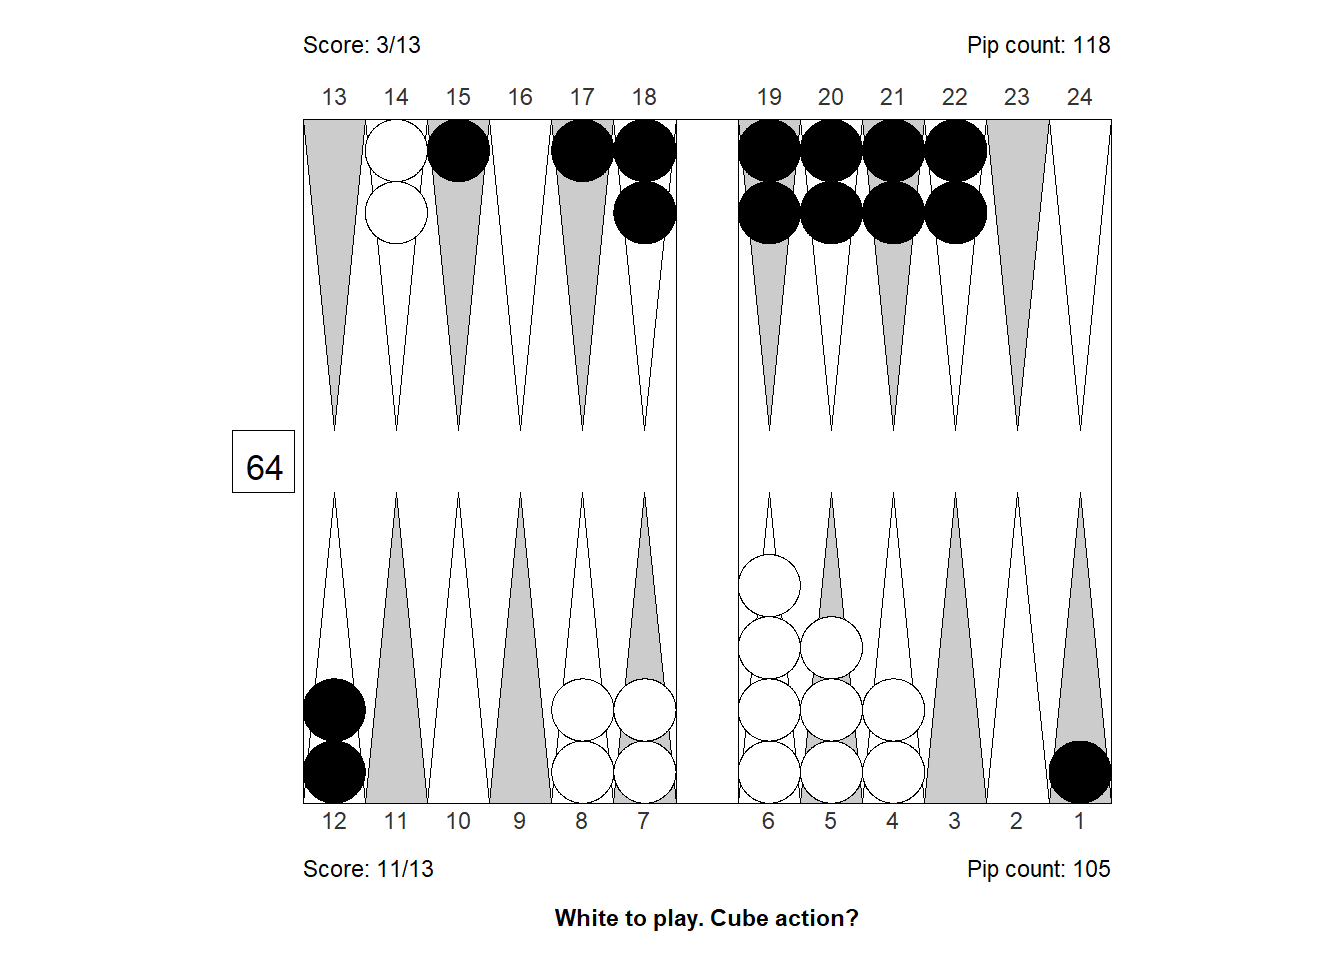 Score: 3/13 Pip count: 118
13 14 15 16 17 18 19 20 21 22 23 24
64
12 11 10 9 8 7 6 5 4 3 2 1
Score: 11/13 Pip count: 105
White to play. Cube action?